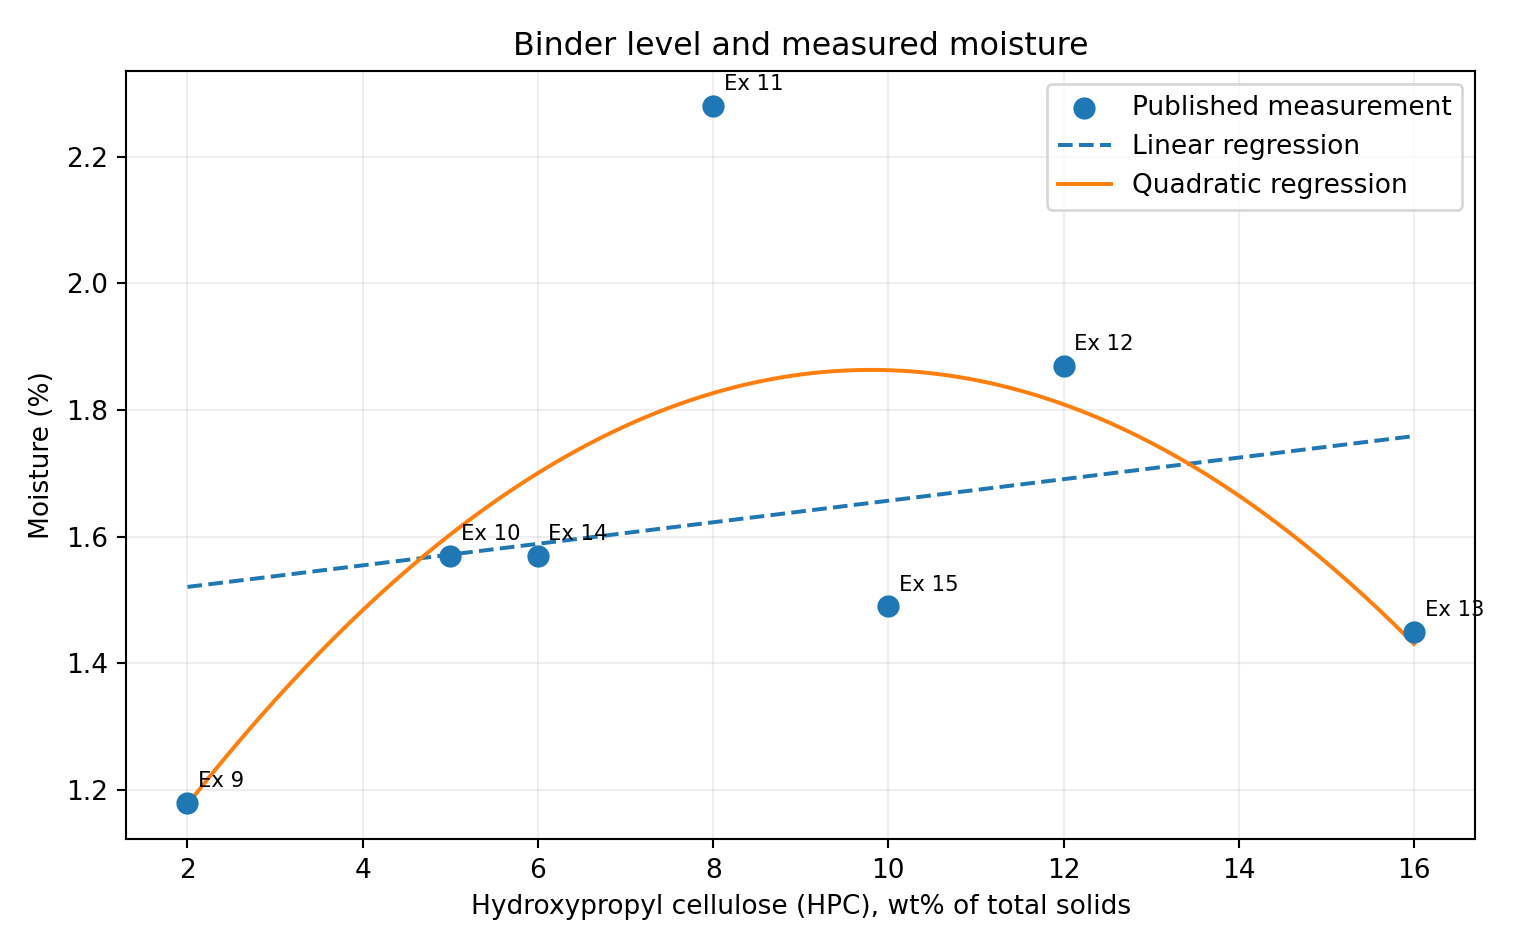 Binder level and measured moisture
Ex 11
Published measurement
Linear regression
Quadratic regression
2.2
2.0
Ex 12
1.8
Moisture (%)
1.6
Ex 10
Ex 14
Ex 15
Ex 13
1.4
Ex 9
1.2
2 4 6 8 10 12 14 16
Hydroxypropyl cellulose (HPC), wt% of total solids